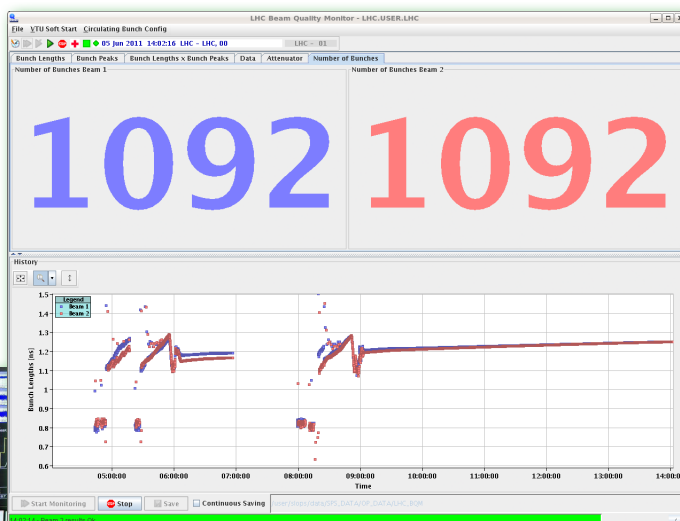 LHC Beam Quality Monitor - LHC.USER.LHC
File VTU Soft Start Circulating Bunch Config
05 Jun 2011 14:02:16 LHC - LHC, 00 LHC - 01
Bunch Lengths Bunch Peaks Bunch Lengths x Bunch Peaks Data Attenuator Number of Bunches
Number of Bunches Beam 1 Number of Bunches Beam 2
1092 1092
History
Legend
Beam 1
Beam 2
1.5
1.4
1.3
1.2
1.1
1
0.9
0.8
0.7
0.6
Bunch Lengths [ns]
05:00:00 06:00:00 07:00:00 08:00:00 09:00:00 10:00:00 11:00:00 12:00:00 13:00:00 14:00:
Time
Start Monitoring STOP Stop Save Continuous Saving